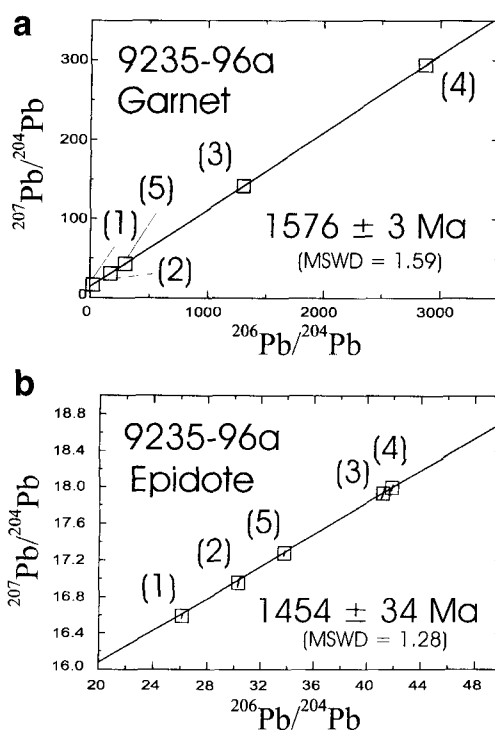 a
9235-96a
Garnet
(1)
(5)
(2)
(3)
(4)
1576 ± 3 Ma
(MSWD = 1.59)
300
200
100
0
0 1000 2000 3000
207Pb/204Pb
206Pb/204Pb
b
9235-96a
Epidote
(1)
(2)
(5)
(3)
(4)
1454 ± 34 Ma
(MSWD = 1.28)
18.8
18.4
18.0
17.6
17.2
16.8
16.4
16.0
20 24 28 32 36 40 44 48
207Pb/204Pb
206Pb/204Pb